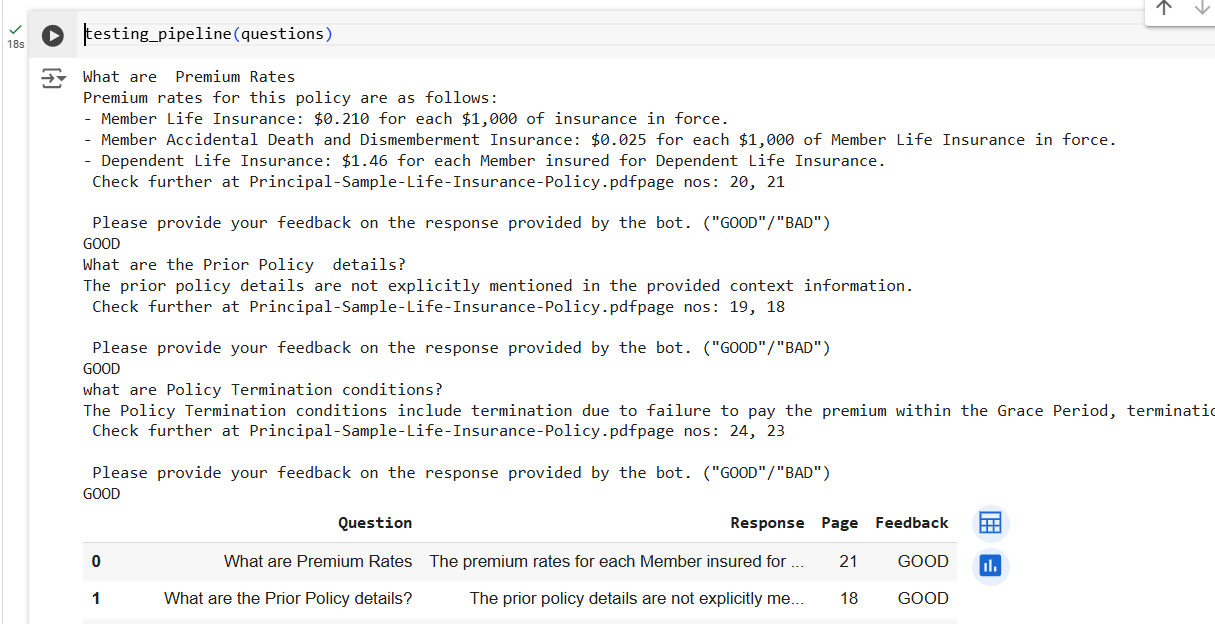 testing_pipeline(questions)
18s
What are  Premium Rates
Premium rates for this policy are as follows:
- Member Life Insurance: $0.210 for each $1,000 of insurance in force.
- Member Accidental Death and Dismemberment Insurance: $0.025 for each $1,000 of Member Life Insurance in force.
- Dependent Life Insurance: $1.46 for each Member insured for Dependent Life Insurance.
Check further at Principal-Sample-Life-Insurance-Policy.pdfpage nos: 20, 21
Please provide your feedback on the response provided by the bot. ("GOOD"/"BAD")
GOOD
What are the Prior Policy  details?
The prior policy details are not explicitly mentioned in the provided context information.
Check further at Principal-Sample-Life-Insurance-Policy.pdfpage nos: 19, 18
Please provide your feedback on the response provided by the bot. ("GOOD"/"BAD")
GOOD
what are Policy Termination conditions?
The Policy Termination conditions include termination due to failure to pay the premium within the Grace Period,
Check further at Principal-Sample-Life-Insurance-Policy.pdfpage nos: 24, 23
Please provide your feedback on the response provided by the bot. ("GOOD"/"BAD")
GOOD
Question Response Page Feedback
0 What are Premium Rates The premium rates for each Member insured for ... 21 GOOD
1 What are the Prior Policy details? The prior policy details are not explicitly me... 18 GOOD